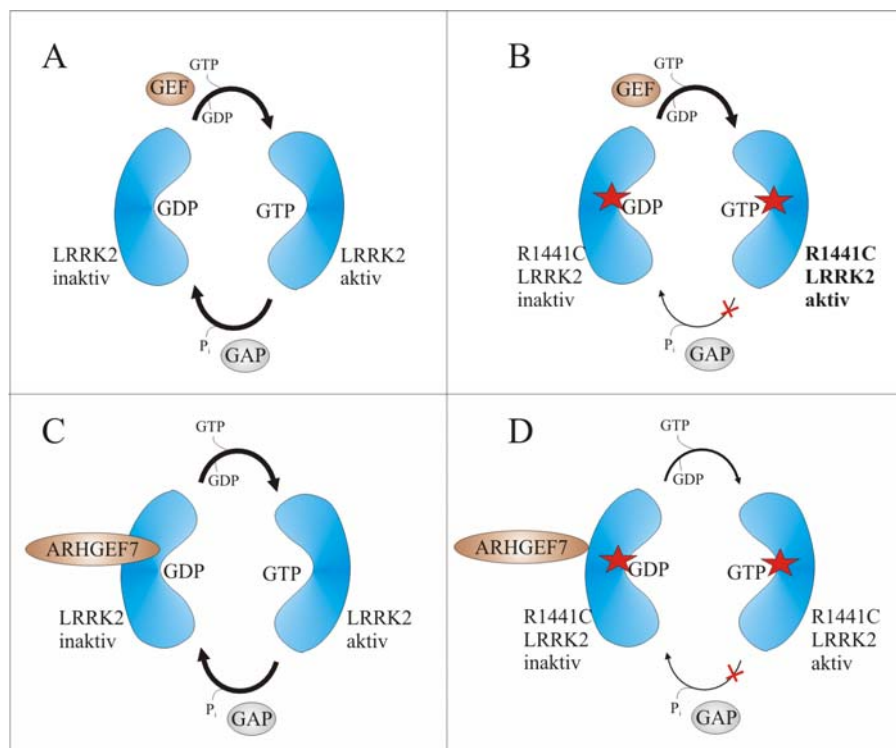 A
GTP
GEF
GDP
GDP
GTP
LRRK2
inaktiv
LRRK2
aktiv
Pi
GAP
B
GTP
GEF
GDP
GDP
GTP
R1441C
LRRK2
inaktiv
R1441C
LRRK2
aktiv
Pi
GAP
C
GTP
GDP
ARHGEF7
GDP
GTP
LRRK2
inaktiv
LRRK2
aktiv
Pi
GAP
D
GTP
GDP
ARHGEF7
GDP
GTP
R1441C
LRRK2
inaktiv
R1441C
LRRK2
aktiv
Pi
GAP